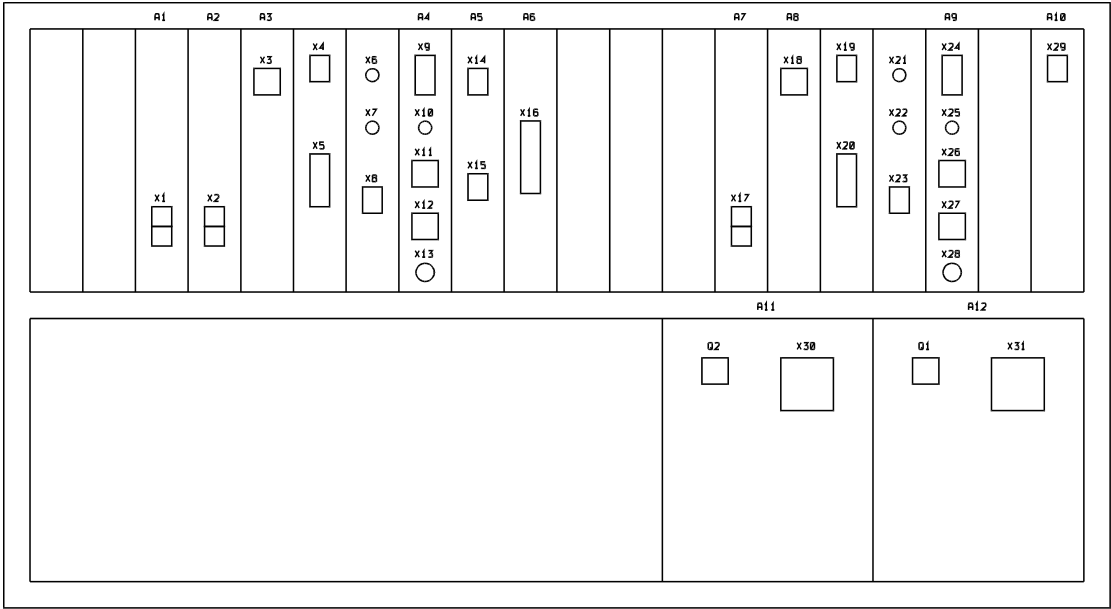 A1 A2 A3 A4 A5 A6 A7 A8 A9 A10
X4 X9 X19 X24 X29
X3 X6 X14 X18 X21
X7 X10 X16 X22 X25
X5 X11 X20 X26
X15
X8 X23
X1 X2 X12 X17 X27
X13 X28
A11 A12
Q2 X30 Q1 X31